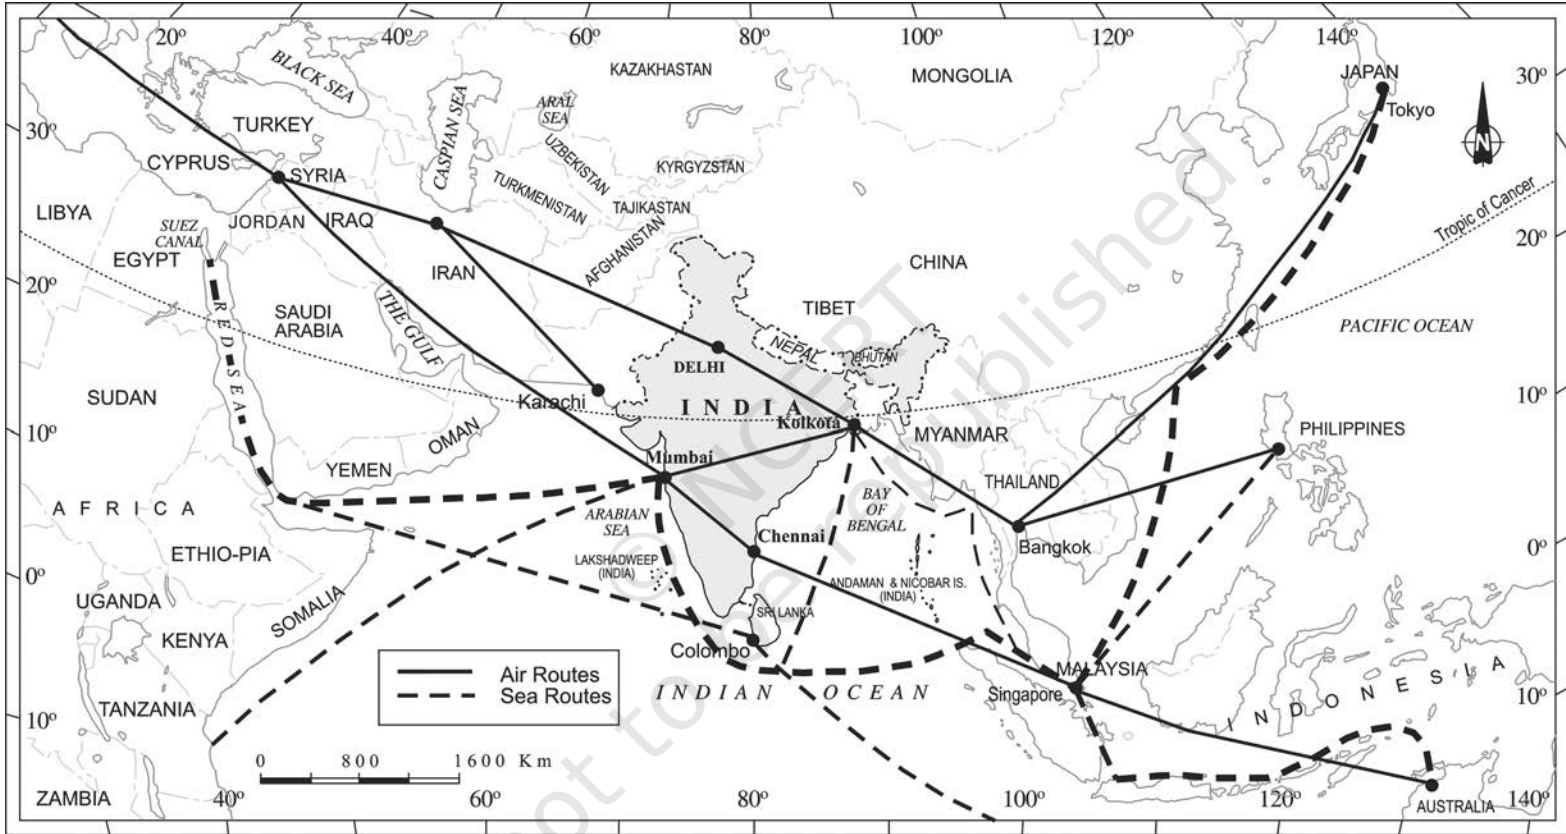 20° 40° 60° 80° 100° 120° 140°
BLACK SEA
KAZAKHASTAN
MONGOLIA
JAPAN
30°
CASPIAN SEA
ARAL
SEA
Tokyo
N
30°
TURKEY
CYPRUS
SYRIA
UZBEKISTAN
KYRGYZSTAN
TURKMENISTAN
TAJIKASTAN
Tropic of Cancer
LIBYA
SUEZ
CANAL
JORDAN
IRAQ
AFGHANISTAN
20°
EGYPT
IRAN
CHINA
20°
RED SEA
SAUDI
ARABIA
THE GULF
TIBET
PACIFIC OCEAN
NEPAL
BHUTAN
DELHI
SUDAN
Karachi
INDIA
10°
Kolkota
10°
OMAN
MYANMAR
PHILIPPINES
YEMEN
Mumbai
THAILAND
AFRICA
ARABIAN
SEA
BAY
OF
BENGAL
Chennai
Bangkok
0°
ETHIO-PIA
LAKSHADWEEP
(INDIA)
ANDAMAN & NICOBAR IS.
(INDIA)
0°
UGANDA
SOMALIA
SRI LANKA
KENYA
Colombo
MALAYSIA
Singapore
INDONESIA
Air Routes
Sea Routes
INDIAN OCEAN
10°
TANZANIA
10°
0 800 1600 Km
ZAMBIA
40° 60° 80° 100° 120° 140°
AUSTRALIA
© NCERT
not to be republished